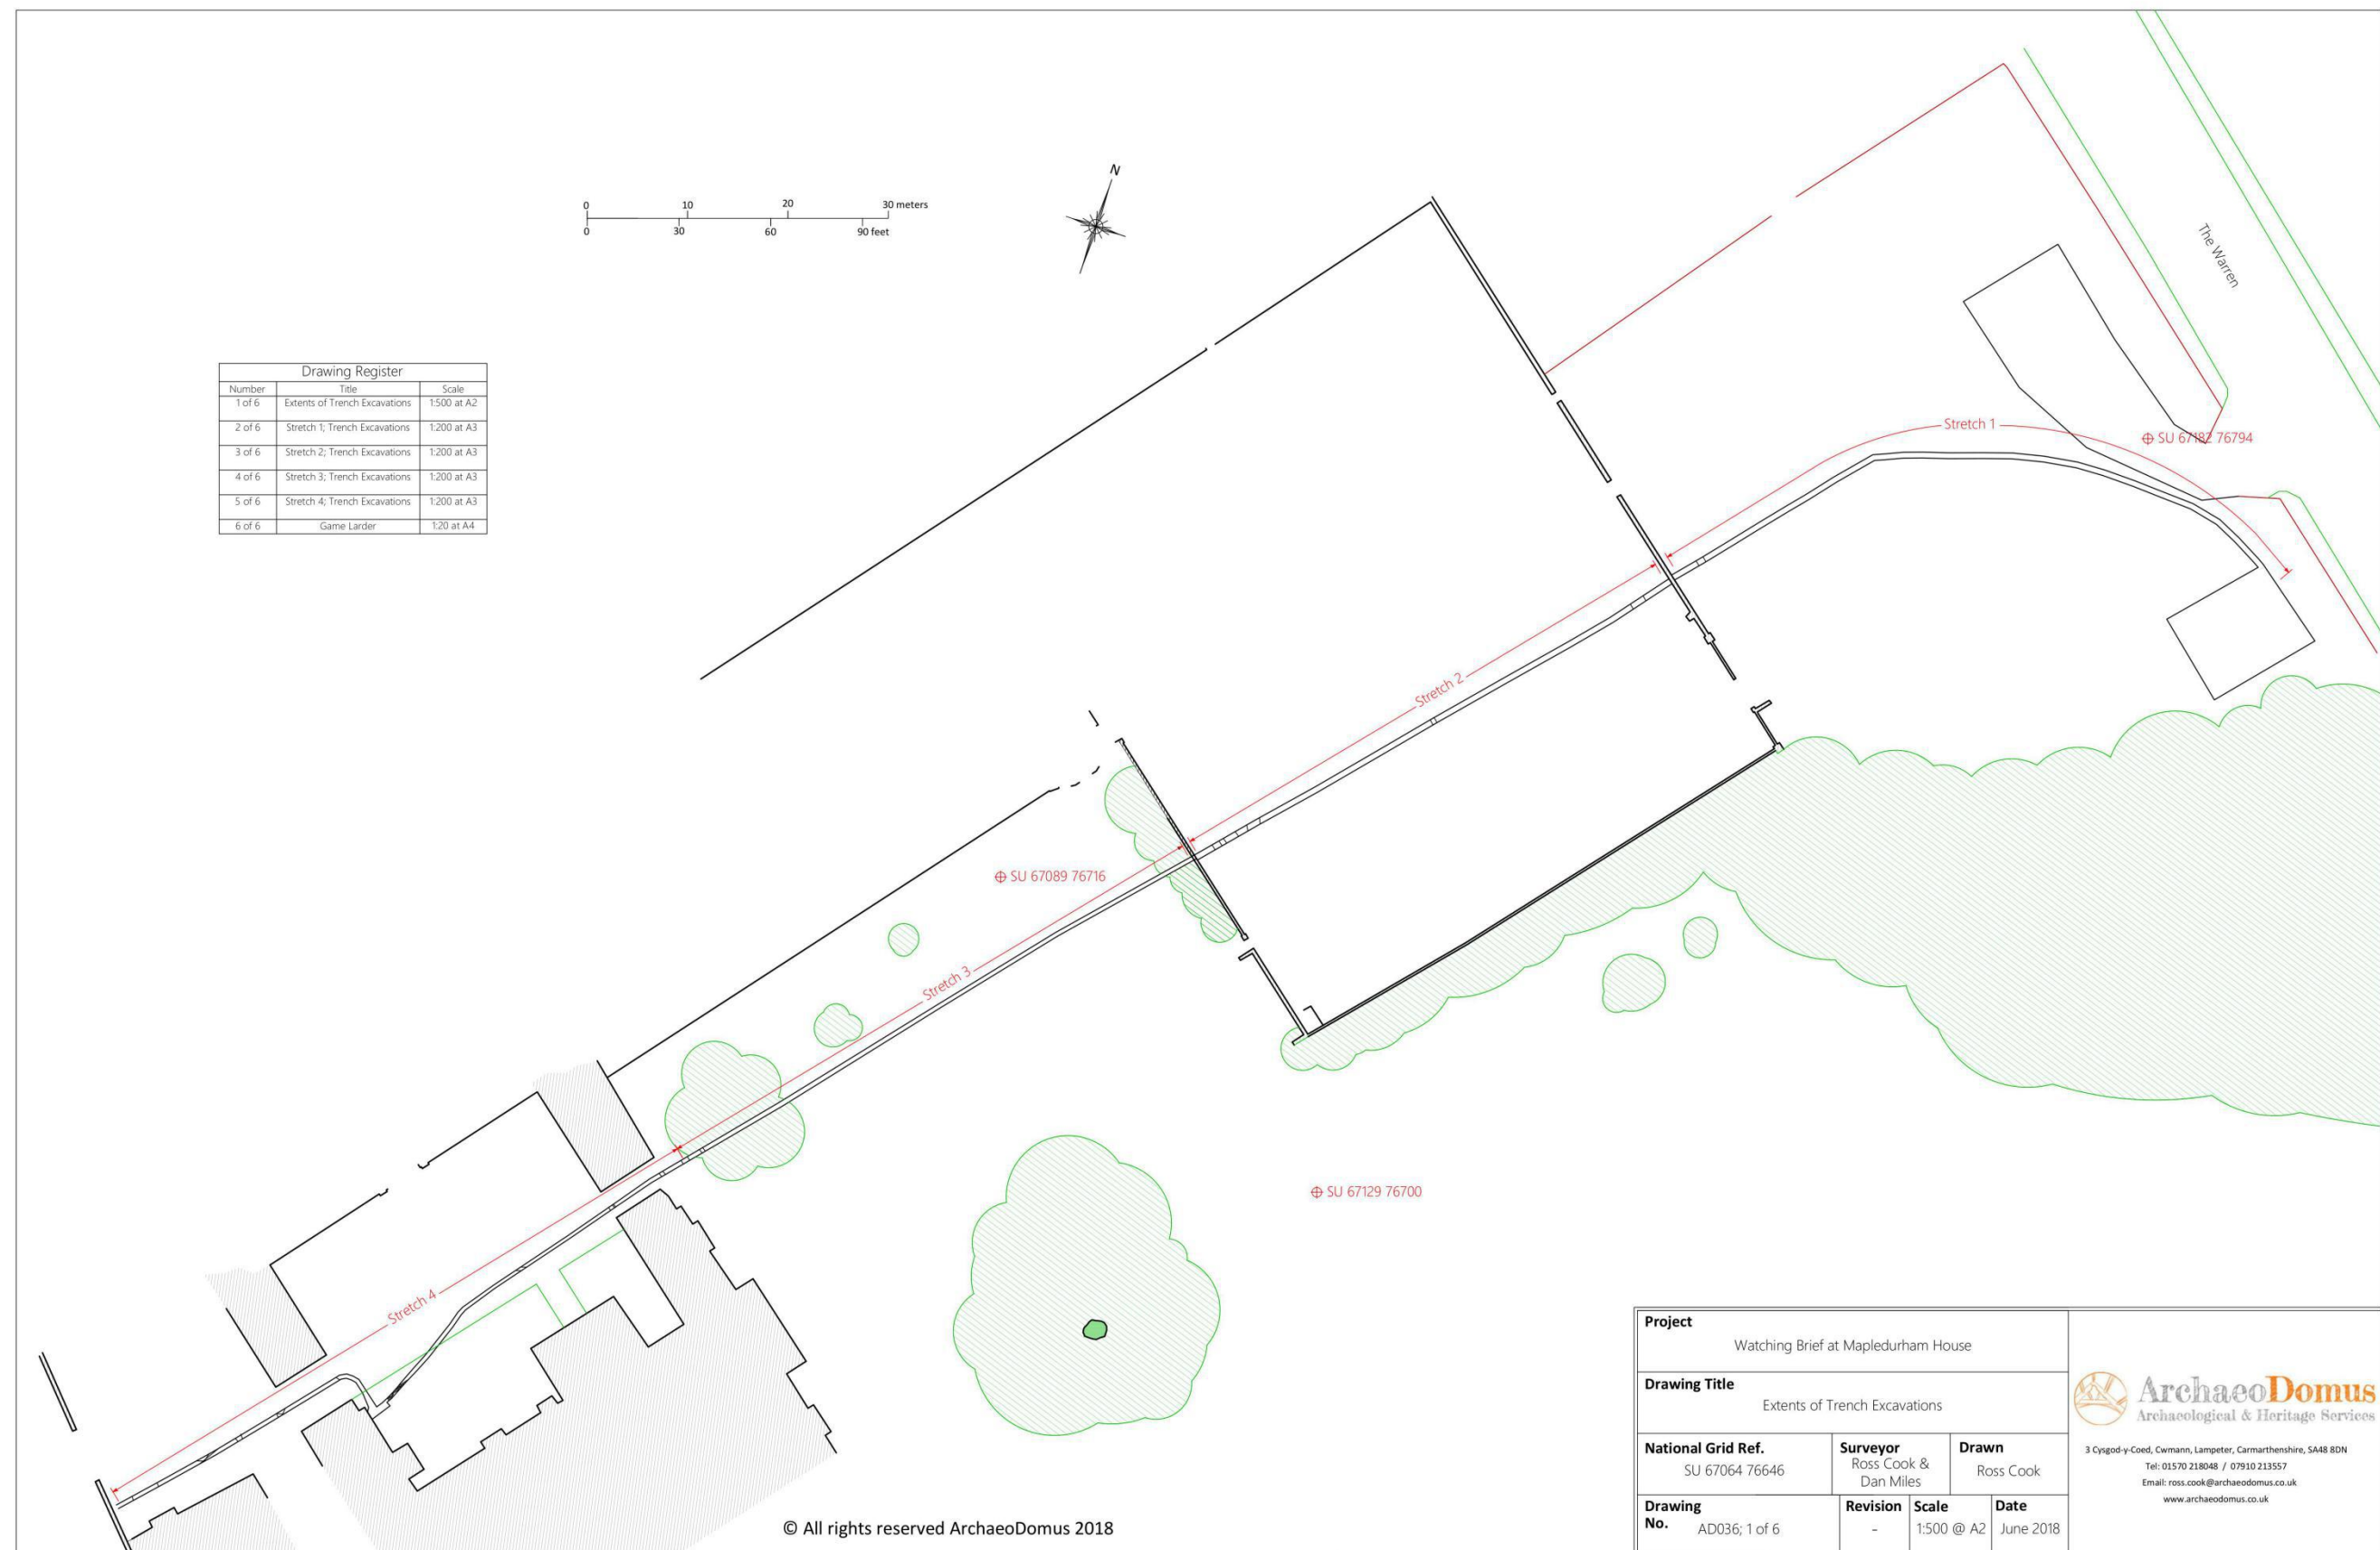 N
0 10 20 30 meters
0 30 60 90 feet
The Warren
Drawing Register
Number Title Scale
1 of 6 Extents of Trench Excavations 1:500 at A2
2 of 6 Stretch 1; Trench Excavations 1:200 at A3
3 of 6 Stretch 2; Trench Excavations 1:200 at A3
4 of 6 Stretch 3; Trench Excavations 1:200 at A3
5 of 6 Stretch 4; Trench Excavations 1:200 at A3
6 of 6 Game Larder 1:20 at A4
Stretch 1
SU 67182 76794
Stretch 2
SU 67089 76716
Stretch 3
SU 67129 76700
Stretch 4
Project
Watching Brief at Mapledurham House
Drawing Title
Extents of Trench Excavations
National Grid Ref.
SU 67064 76646
Surveyor
Ross Cook &
Dan Miles
Drawn
Ross Cook
Drawing
No. AD036; 1 of 6
Revision
-
Scale
1:500 @ A2
Date
June 2018
ArchaeoDomus
Archaeological & Heritage Services
3 Cysgod-y-Coed, Cwmann, Lampeter, Carmarthenshire, SA48 8DN
Tel: 01570 218048 / 07910 213557
Email: ross.cook@archaeodomus.co.uk
www.archaeodomus.co.uk
© All rights reserved ArchaeoDomus 2018